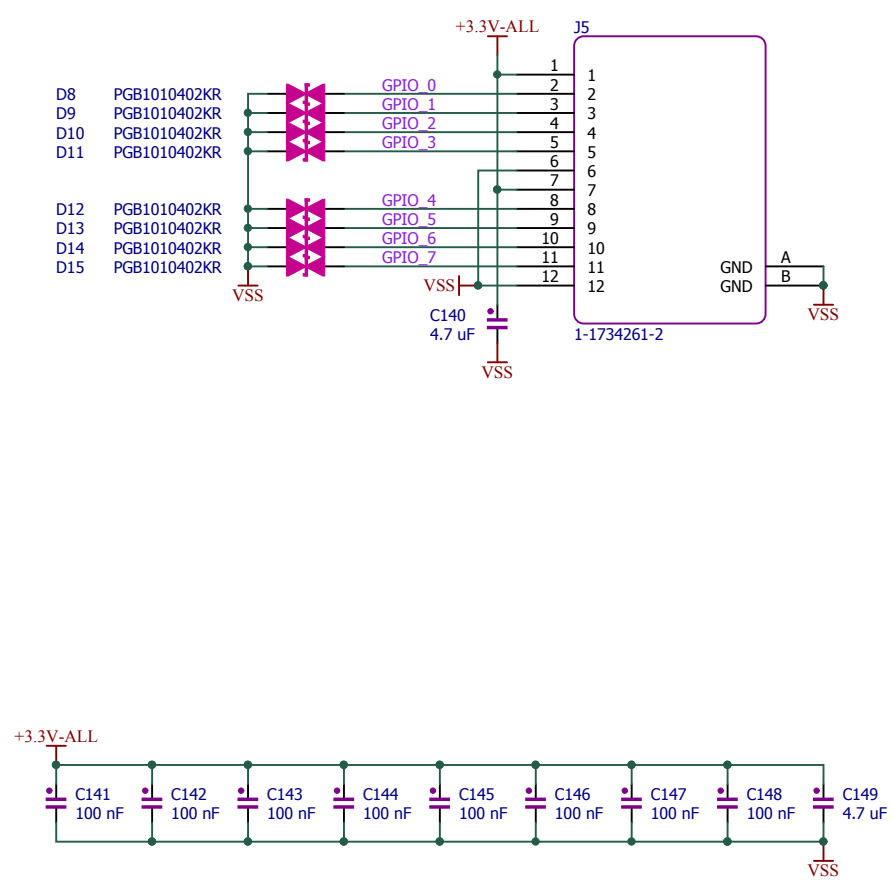 +3.3V-ALL
J5
1 1
D8 PGB1010402KR GPIO_0 2 2
D9 PGB1010402KR GPIO_1 3 3
D10 PGB1010402KR GPIO_2 4 4
D11 PGB1010402KR GPIO_3 5 5
6 6
7 7
D12 PGB1010402KR GPIO_4 8 8
D13 PGB1010402KR GPIO_5 9 9
D14 PGB1010402KR GPIO_6 10 10
D15 PGB1010402KR GPIO_7 11 11 GND A
VSS VSS 12 12 GND B
C140 VSS
4.7 uF 1-1734261-2
VSS
+3.3V-ALL
C141 C142 C143 C144 C145 C146 C147 C148 C149
100 nF 100 nF 100 nF 100 nF 100 nF 100 nF 100 nF 100 nF 4.7 uF
VSS